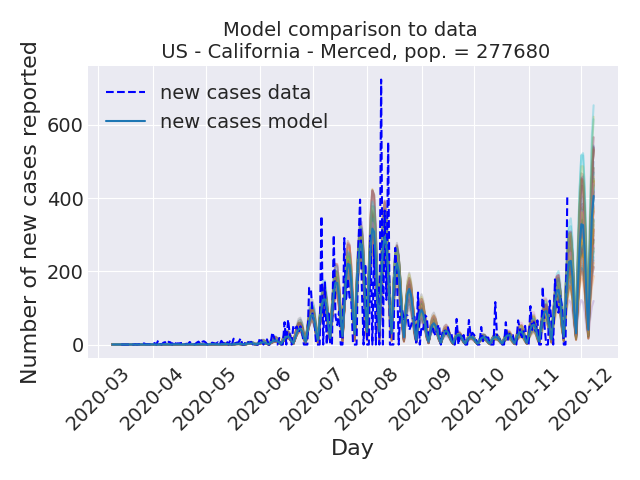 Model comparison to data
US - California - Merced, pop. = 277680
Number of new cases reported
600
400
200
0
new cases data
new cases model
2020-03
2020-04
2020-05
2020-06
2020-07
2020-08
2020-09
2020-10
2020-11
2020-12
Day